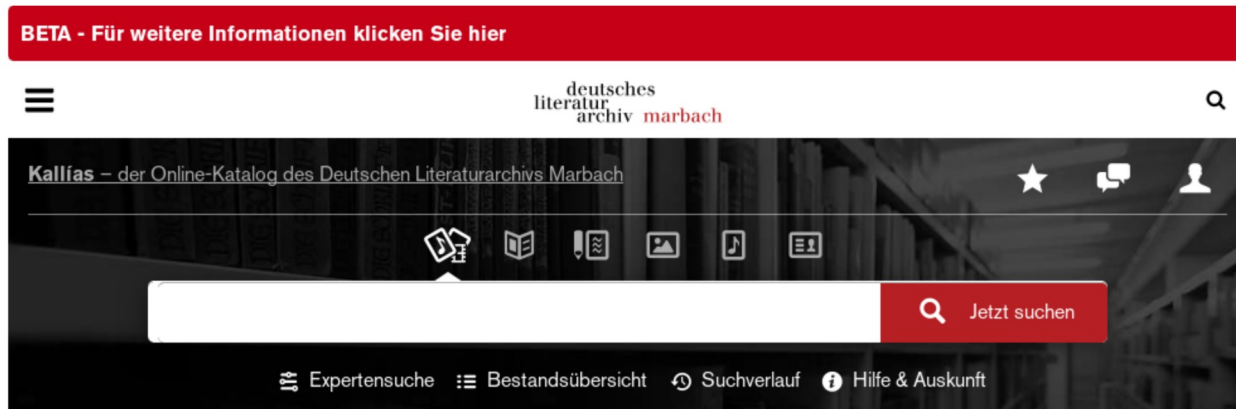 BETA - Für weitere Informationen klicken Sie hier
deutsches
literatur
archiv marbach
Kallías – der Online-Katalog des Deutschen Literaturarchivs Marbach
Jetzt suchen
Expertensuche Bestandsübersicht Suchverlauf Hilfe & Auskunft